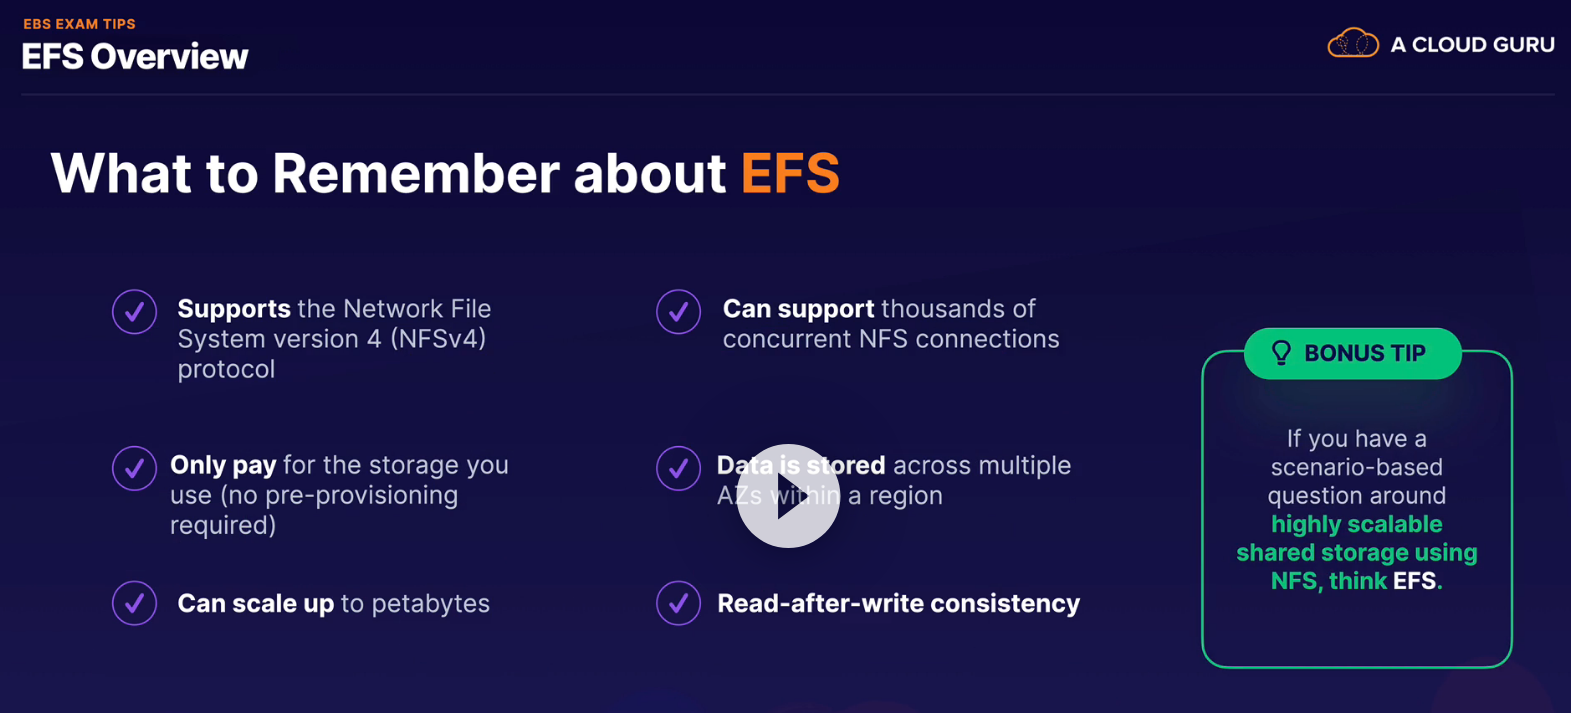 EBS EXAM TIPS
EFS Overview
A CLOUD GURU
What to Remember about EFS
Supports the Network File
System version 4 (NFSv4)
protocol
Only pay for the storage you
use (no pre-provisioning
required)
Can scale up to petabytes
Can support thousands of
concurrent NFS connections
Data is stored across multiple
AZs within a region
Read-after-write consistency
BONUS TIP
If you have a
scenario-based
question around
highly scalable
shared storage using
NFS, think EFS.